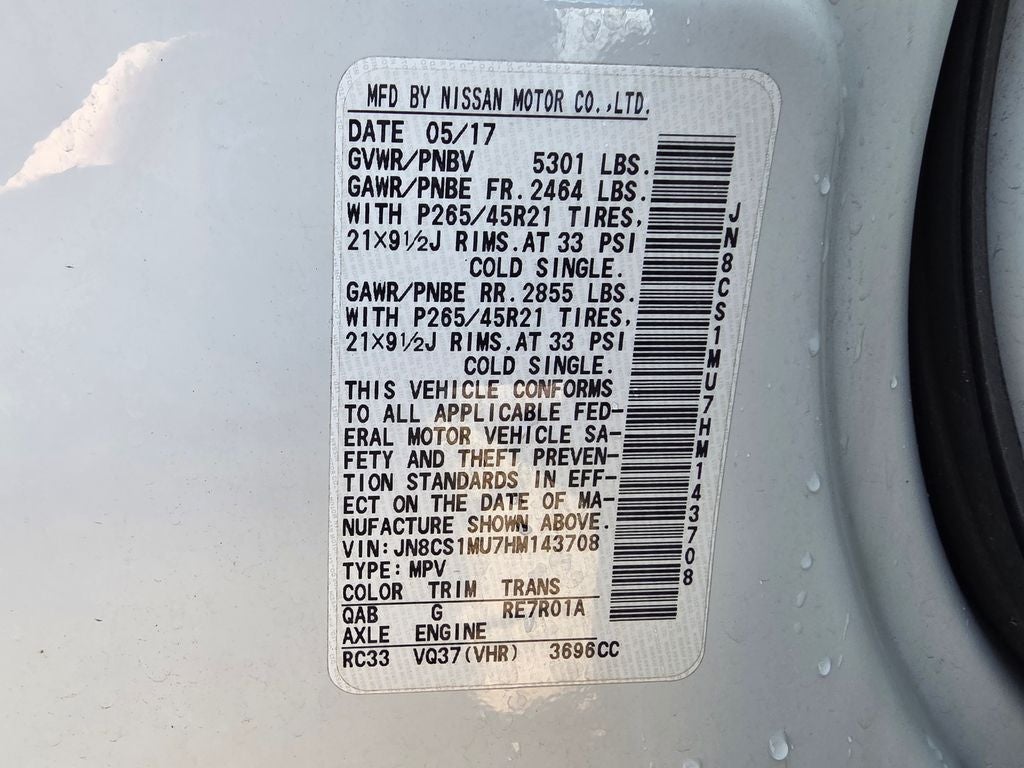 MFD BY NISSAN MOTOR CO.,LTD.
DATE 05/17
GVWR/PNBV 5301 LBS.
GAWR/PNBE FR.2464 LBS.
WITH P265/45R21 TIRES,
21×9½J RIMS.AT 33 PSI
COLD SINGLE.
GAWR/PNBE RR.2855 LBS.
WITH P265/45R21 TIRES,
21×9½J RIMS.AT 33 PSI
COLD SINGLE.
THIS VEHICLE CONFORMS
TO ALL APPLICABLE FED-
ERAL MOTOR VEHICLE SA-
FETY AND THEFT PREVEN-
TION STANDARDS IN EFF-
ECT ON THE DATE OF MA-
NUFACTURE SHOWN ABOVE.
VIN:JN8CS1MU7HM143708
TYPE:MPV
COLOR TRIM TRANS
QAB G RE7R01A
AXLE ENGINE
RC33 VQ37(VHR) 3696CC
JN8CS1MU7HM143708